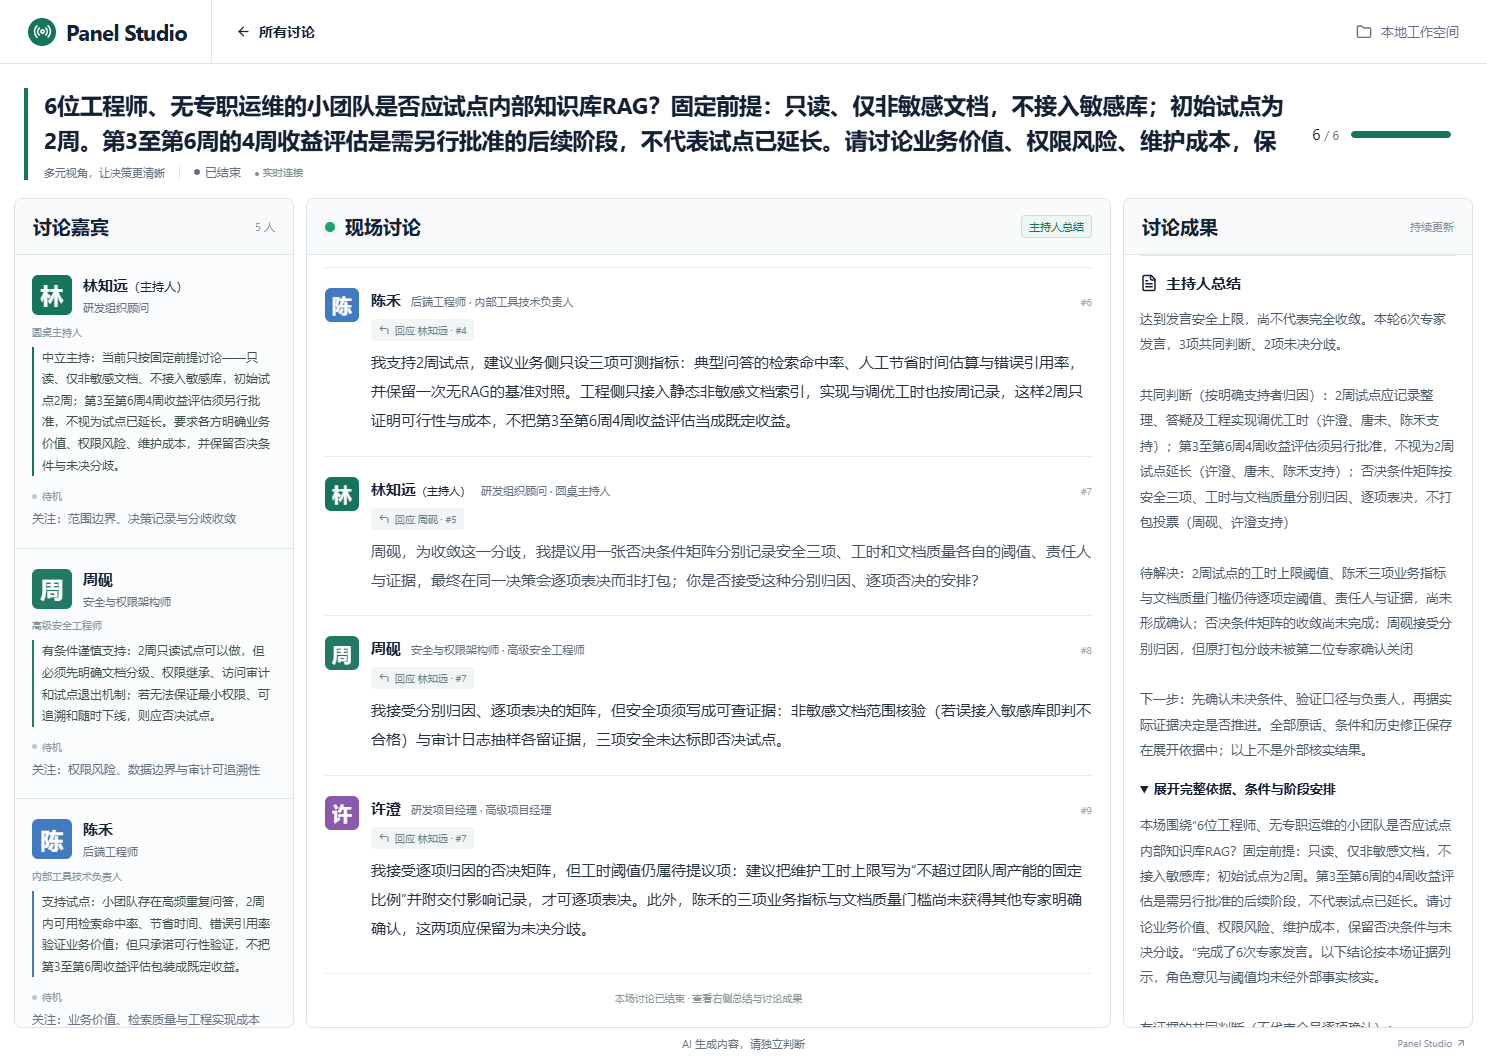 Panel Studio
← 所有讨论
本地工作空间
6位工程师、无专职运维的小团队是否应试点内部知识库RAG？固定前提：只读、仅非敏感文档，不接入敏感库；初始试点为
2周。第3至第6周的4周收益评估是需另行批准的后续阶段，不代表试点已延长。请讨论业务价值、权限风险、维护成本，保
6 / 6
多元视角，让决策更清晰
已结束
实时连接
讨论嘉宾
5 人
林
林知远（主持人）
研发组织顾问
圆桌主持人
中立主持：当前只按固定前提讨论——只
读、仅非敏感文档、不接入敏感库，初始试
点2周；第3至第6周4周收益评估须另行批
准，不视为试点已延长。要求各方明确业务
价值、权限风险、维护成本，并保留否决条
件与未决分歧。
待机
关注：范围边界、决策记录与分歧收敛
周
周砚
安全与权限架构师
高级安全工程师
有条件谨慎支持：2周只读试点可以做，但
必须先明确文档分级、权限继承、访问审计
和试点退出机制；若无法保证最小权限、可
追溯和随时下线，则应否决试点。
待机
关注：权限风险、数据边界与审计可追溯性
陈
陈禾
后端工程师
内部工具技术负责人
支持试点：小团队存在高频重复问答，2周
内可用检索命中率、节省时间、错误引用率
验证业务价值；但只承诺可行性验证，不把
第3至第6周收益评估包装成既定收益。
待机
关注：业务价值、检索质量与工程实现成本
现场讨论
主持人总结
陈
陈禾 后端工程师 · 内部工具技术负责人
#6
回应 林知远 · #4
我支持2周试点，建议业务侧只设三项可测指标：典型问答的检索命中率、人工节省时间估算与错误引用率，
并保留一次无RAG的基准对照。工程侧只接入静态非敏感文档索引，实现与调优工时也按周记录，这样2周只
证明可行性与成本，不把第3至第6周4周收益评估当成既定收益。
林
林知远（主持人） 研发组织顾问 · 圆桌主持人
#7
回应 周砚 · #5
周砚，为收敛这一分歧，我提议用一张否决条件矩阵分别记录安全三项、工时和文档质量各自的阈值、责任人
与证据，最终在同一决策会逐项表决而非打包；你是否接受这种分别归因、逐项否决的安排？
周
周砚 安全与权限架构师 · 高级安全工程师
#8
回应 林知远 · #7
我接受分别归因、逐项表决的矩阵，但安全项须写成可查证据：非敏感文档范围核验（若误接入敏感库即判不
合格）与审计日志抽样各留证据，三项安全未达标即否决试点。
许
许澄 研发项目经理 · 高级项目经理
#9
回应 林知远 · #7
我接受逐项归因的否决矩阵，但工时阈值仍属待提议项：建议把维护工时上限写为“不超过团队周产能的固定
比例”并附交付影响记录，才可逐项表决。此外，陈禾的三项业务指标与文档质量门槛尚未获得其他专家明确
确认，这两项应保留为未决分歧。
本场讨论已结束 · 查看右侧总结与讨论成果
讨论成果
持续更新
主持人总结
达到发言安全上限，尚不代表完全收敛。本轮6次专家
发言，3项共同判断、2项未决分歧。
共同判断（按明确支持者归因）：2周试点应记录整
理、答疑及工程实现调优工时（许澄、唐未、陈禾支
持）；第3至第6周4周收益评估须另行批准，不视为2周
试点延长（许澄、唐未、陈禾支持）；否决条件矩阵按
安全三项、工时与文档质量分别归因、逐项表决，不打
包投票（周砚、许澄支持）
待解决：2周试点的工时上限阈值、陈禾三项业务指标
与文档质量门槛仍待逐项定阈值、责任人与证据，尚未
形成确认；否决条件矩阵的收敛尚未完成：周砚接受分
别归因，但原打包分歧未被第二位专家确认关闭
下一步：先确认未决条件、验证口径与负责人，再据实
际证据决定是否推进。全部原话、条件和历史修正保存
在展开依据中；以上不是外部核实结果。
▼ 展开完整依据、条件与阶段安排
本场围绕“6位工程师、无专职运维的小团队是否应试点
内部知识库RAG？固定前提：只读、仅非敏感文档，不
接入敏感库；初始试点为2周。第3至第6周的4周收益评
估是需另行批准的后续阶段，不代表试点已延长。请讨
论业务价值、权限风险、维护成本，保留否决条件与未
决分歧。”完成了6次专家发言。以下结论按本场证据列
示，角色意见与阈值均未经外部事实核实。
有证据的共同判断（不代表全员逐项确认）：
AI 生成内容，请独立判断
Panel Studio ↗